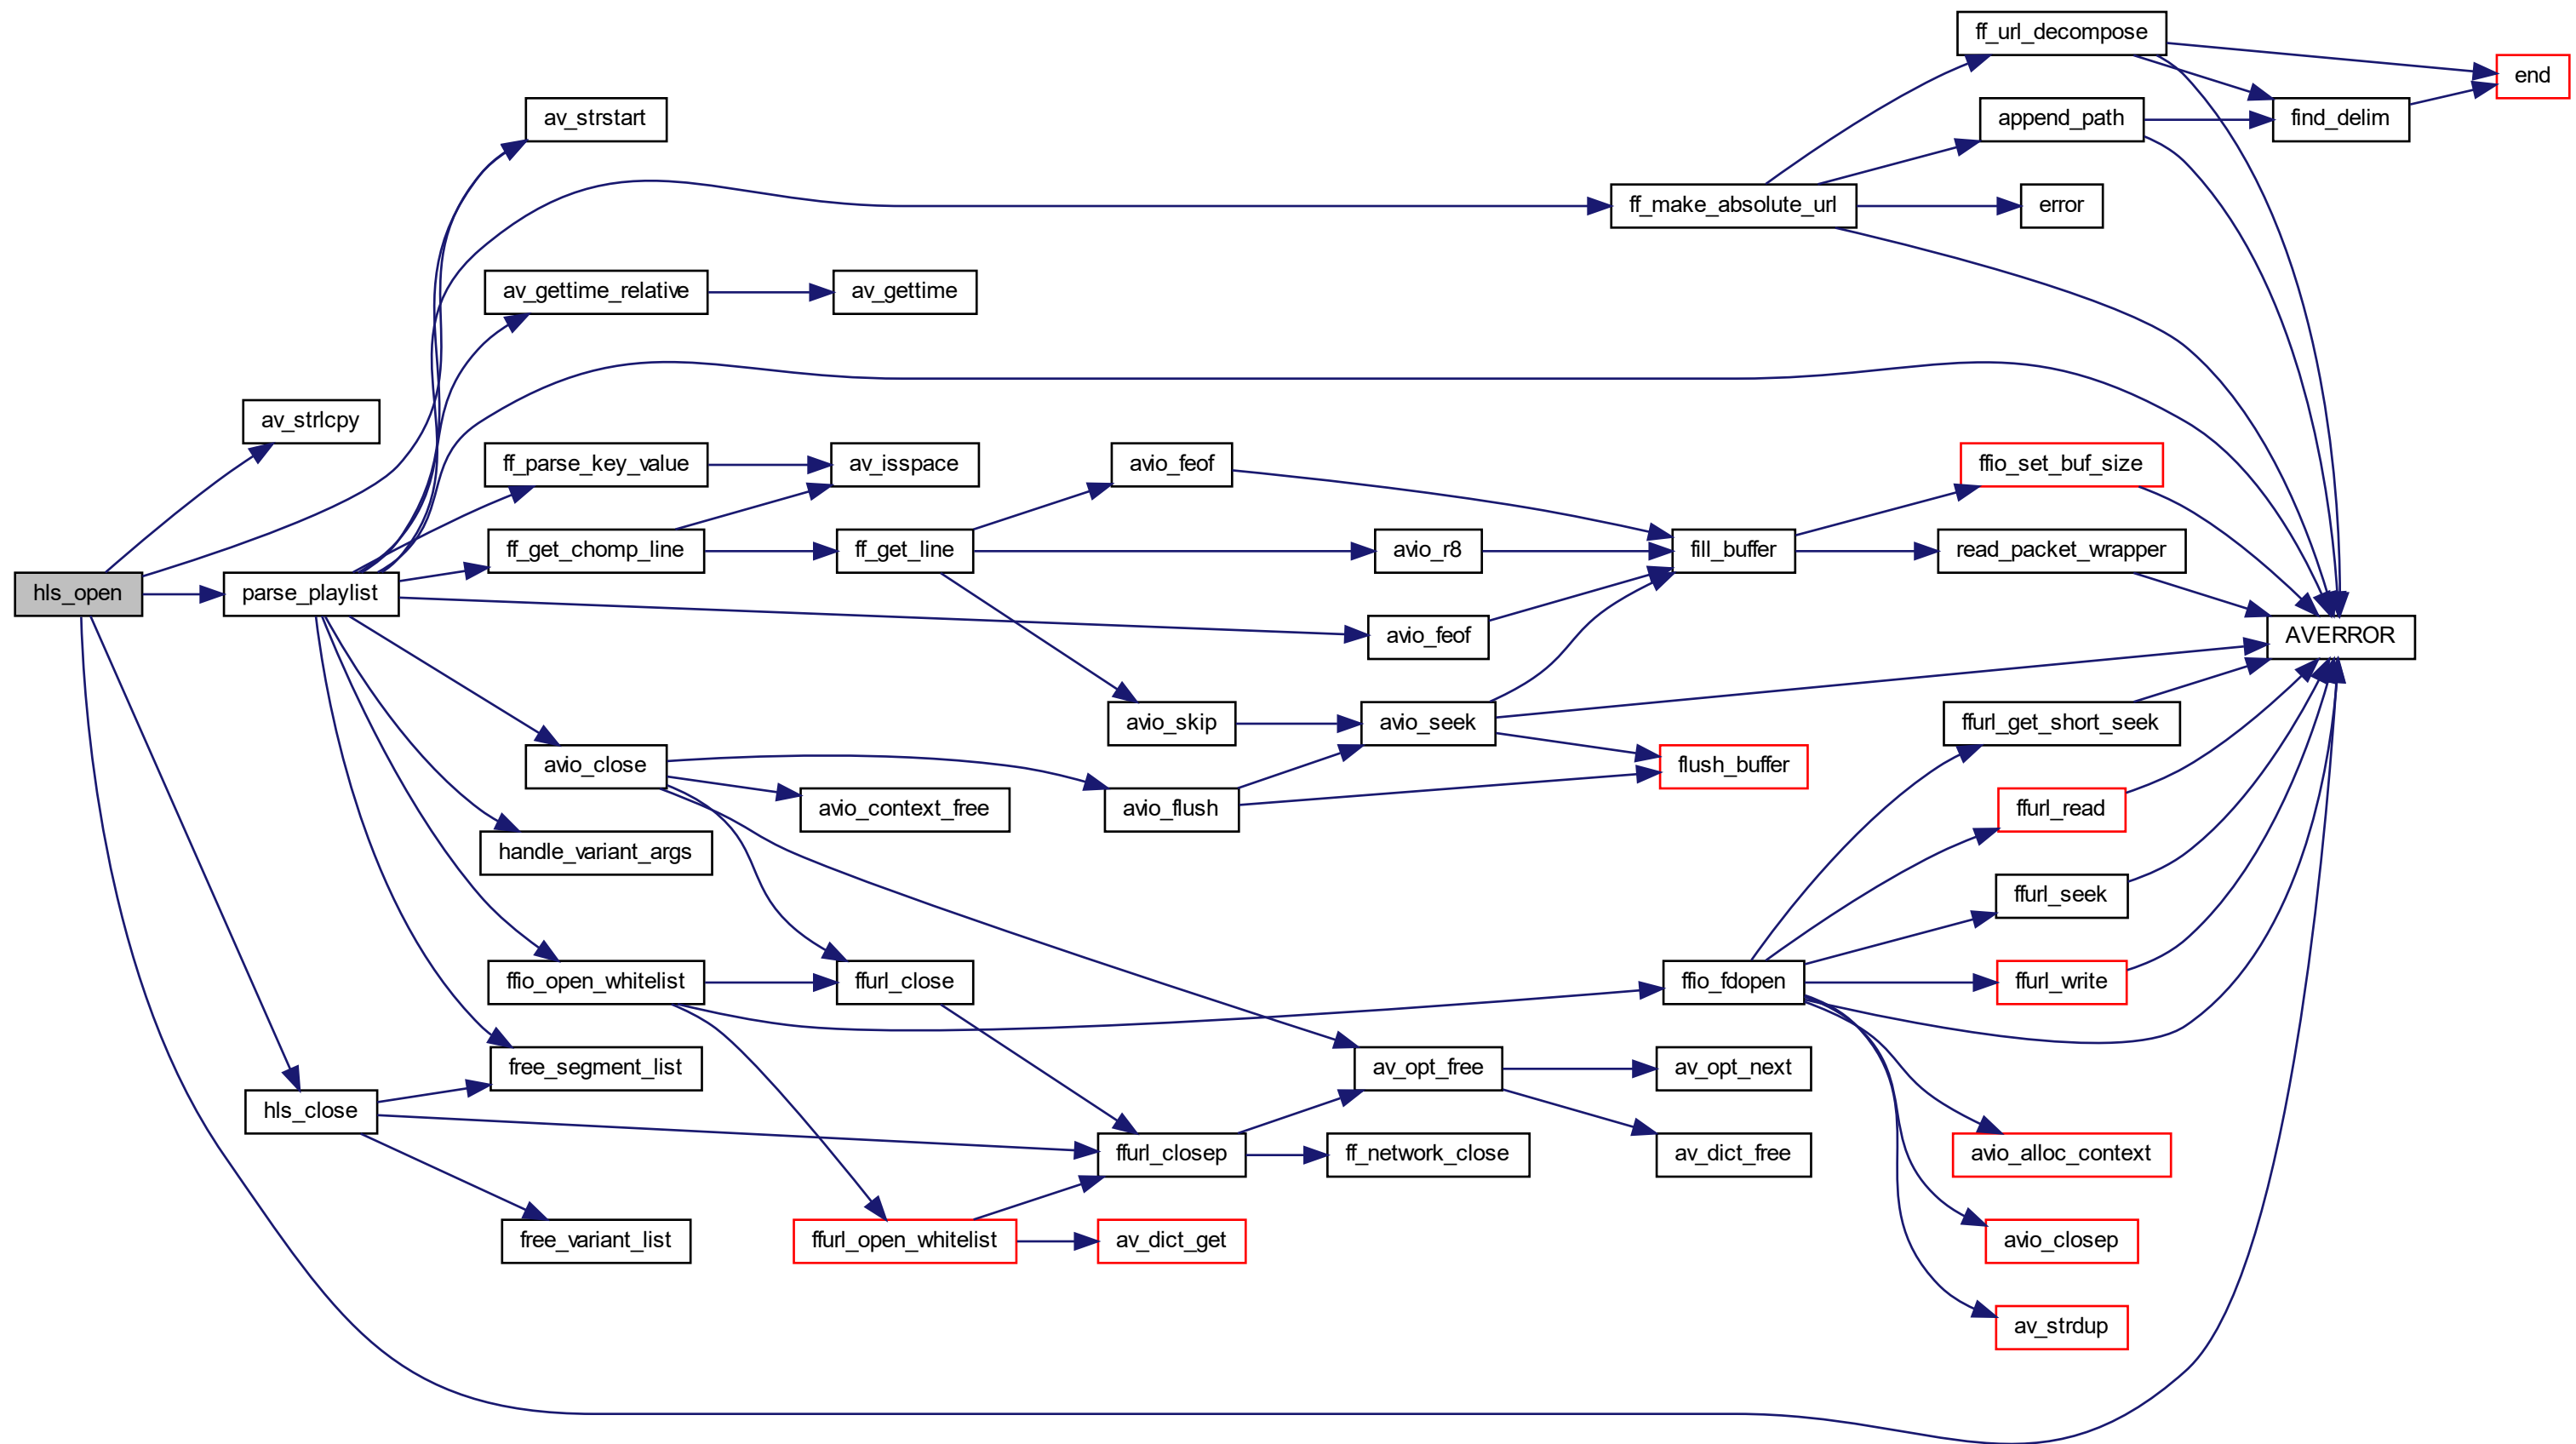 ff_url_decompose
end
av_strstart
append_path
find_delim
ff_make_absolute_url
error
av_gettime_relative
av_gettime
av_strlcpy
ff_parse_key_value
av_isspace
avio_feof
ffio_set_buf_size
ff_get_chomp_line
ff_get_line
avio_r8
fill_buffer
read_packet_wrapper
hls_open
parse_playlist
avio_feof
AVERROR
avio_skip
avio_seek
ffurl_get_short_seek
avio_close
flush_buffer
avio_context_free
avio_flush
ffurl_read
handle_variant_args
ffurl_seek
ffio_open_whitelist
ffurl_close
ffio_fdopen
ffurl_write
free_segment_list
av_opt_free
av_opt_next
hls_close
ffurl_closep
ff_network_close
av_dict_free
avio_alloc_context
free_variant_list
ffurl_open_whitelist
av_dict_get
avio_closep
av_strdup